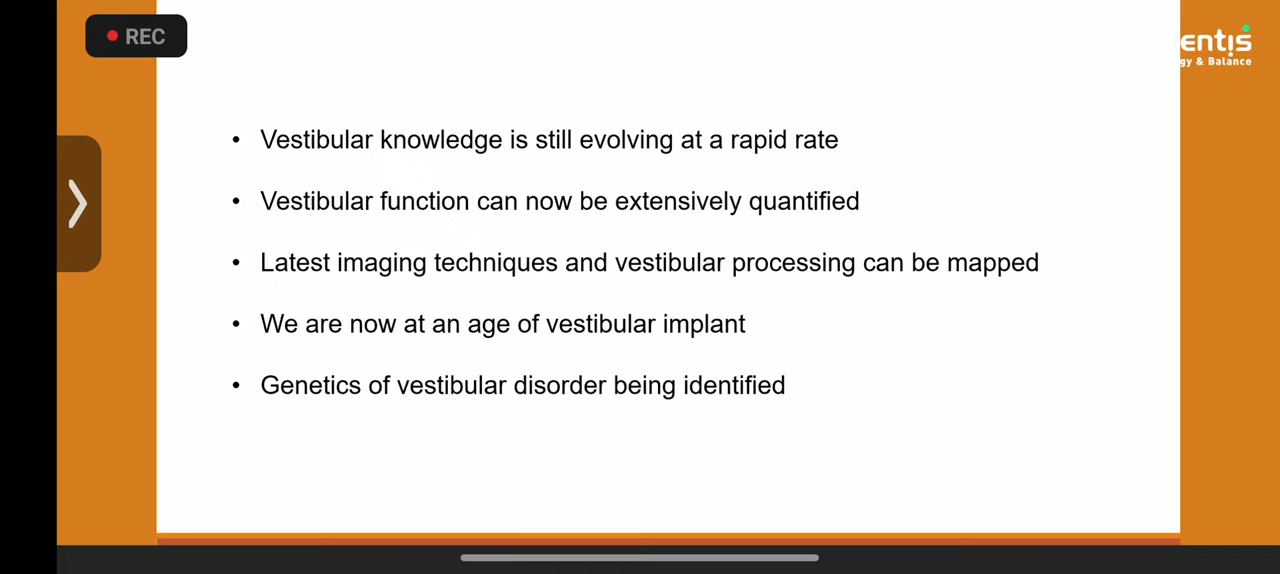 REC
entis
gy & Balance
• Vestibular knowledge is still evolving at a rapid rate
• Vestibular function can now be extensively quantified
• Latest imaging techniques and vestibular processing can be mapped
• We are now at an age of vestibular implant
• Genetics of vestibular disorder being identified